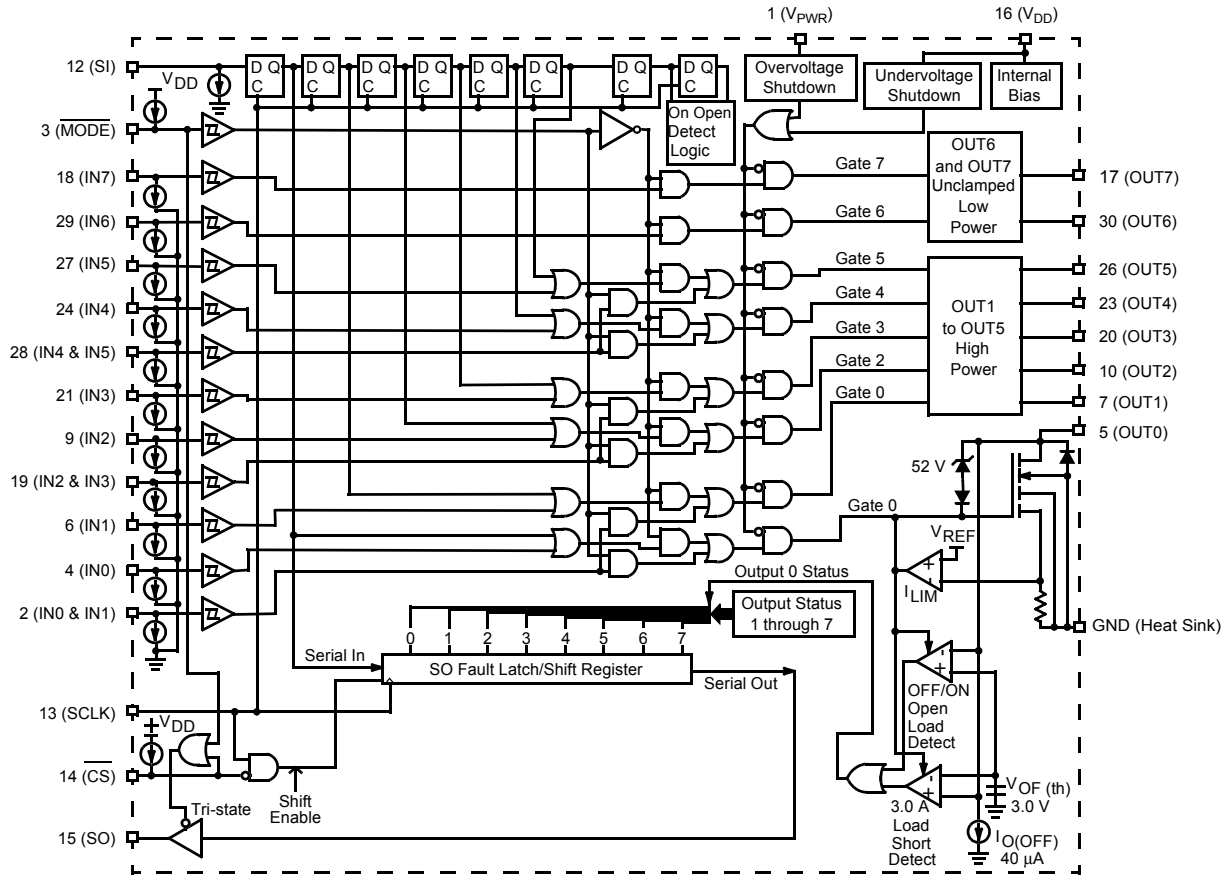 1 (VPWR)
16 (VDD)
12 (SI)
VDD
D Q
C
D Q
C
D Q
C
D Q
C
D Q
C
D Q
C
D Q
C
D Q
C
Overvoltage
Shutdown
Undervoltage
Shutdown
Internal
Bias
On Open
Detect
Logic
3 (MODE)
18 (IN7)
29 (IN6)
27 (IN5)
24 (IN4)
28 (IN4 & IN5)
21 (IN3)
9 (IN2)
19 (IN2 & IN3)
6 (IN1)
4 (IN0)
2 (IN0 & IN1)
Gate 7
Gate 6
Gate 5
Gate 4
Gate 3
Gate 2
Gate 0
Gate 0
OUT6
and OUT7
Unclamped
Low
Power
OUT1
to OUT5
High
Power
17 (OUT7)
30 (OUT6)
26 (OUT5)
23 (OUT4)
20 (OUT3)
10 (OUT2)
7 (OUT1)
5 (OUT0)
52 V
VREF
ILIM
+
-
GND (Heat Sink)
Output 0 Status
Output Status
1 through 7
0 1 2 3 4 5 6 7
Serial In
SO Fault Latch/Shift Register
Serial Out
13 (SCLK)
+VDD
14 (CS)
Shift
Enable
Tri-state
15 (SO)
-
+
OFF/ON
Open
Load
Detect
-
+
3.0 A
Load
Short
Detect
VOF (th)
3.0 V
IO(OFF)
40 μA